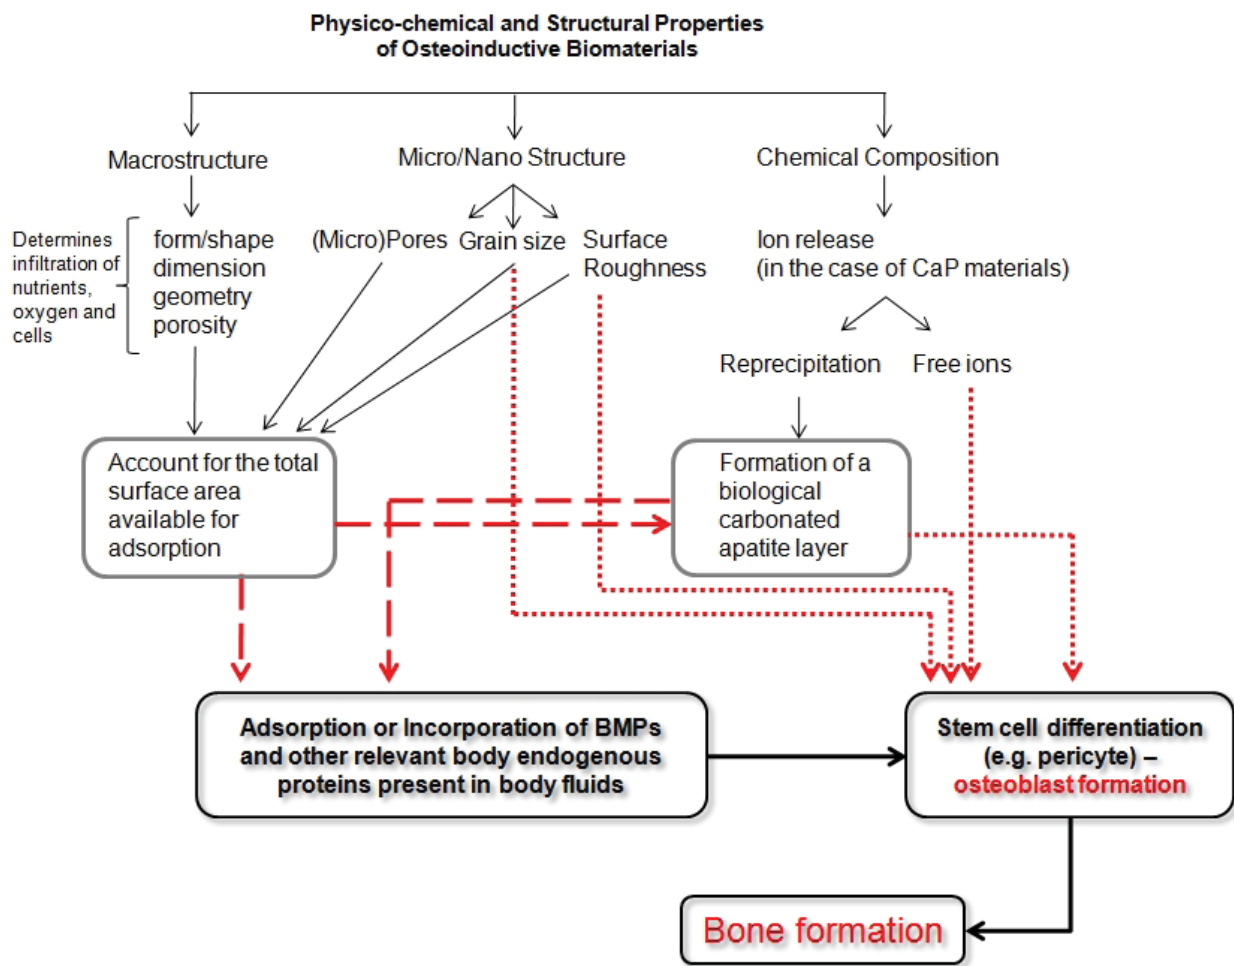 Physico-chemical and Structural Properties
of Osteoinductive Biomaterials
Macrostructure
Micro/Nano Structure
Chemical Composition
Determines
infiltration of
nutrients,
oxygen and
cells
form/shape
dimension
geometry
porosity
(Micro)Pores
Grain size
Surface
Roughness
Ion release
(in the case of CaP materials)
Reprecipitation
Free ions
Account for the total
surface area
available for
adsorption
Formation of a
biological
carbonated
apatite layer
Adsorption or Incorporation of BMPs
and other relevant body endogenous
proteins present in body fluids
Stem cell differentiation
(e.g. pericyte) –
osteoblast formation
Bone formation